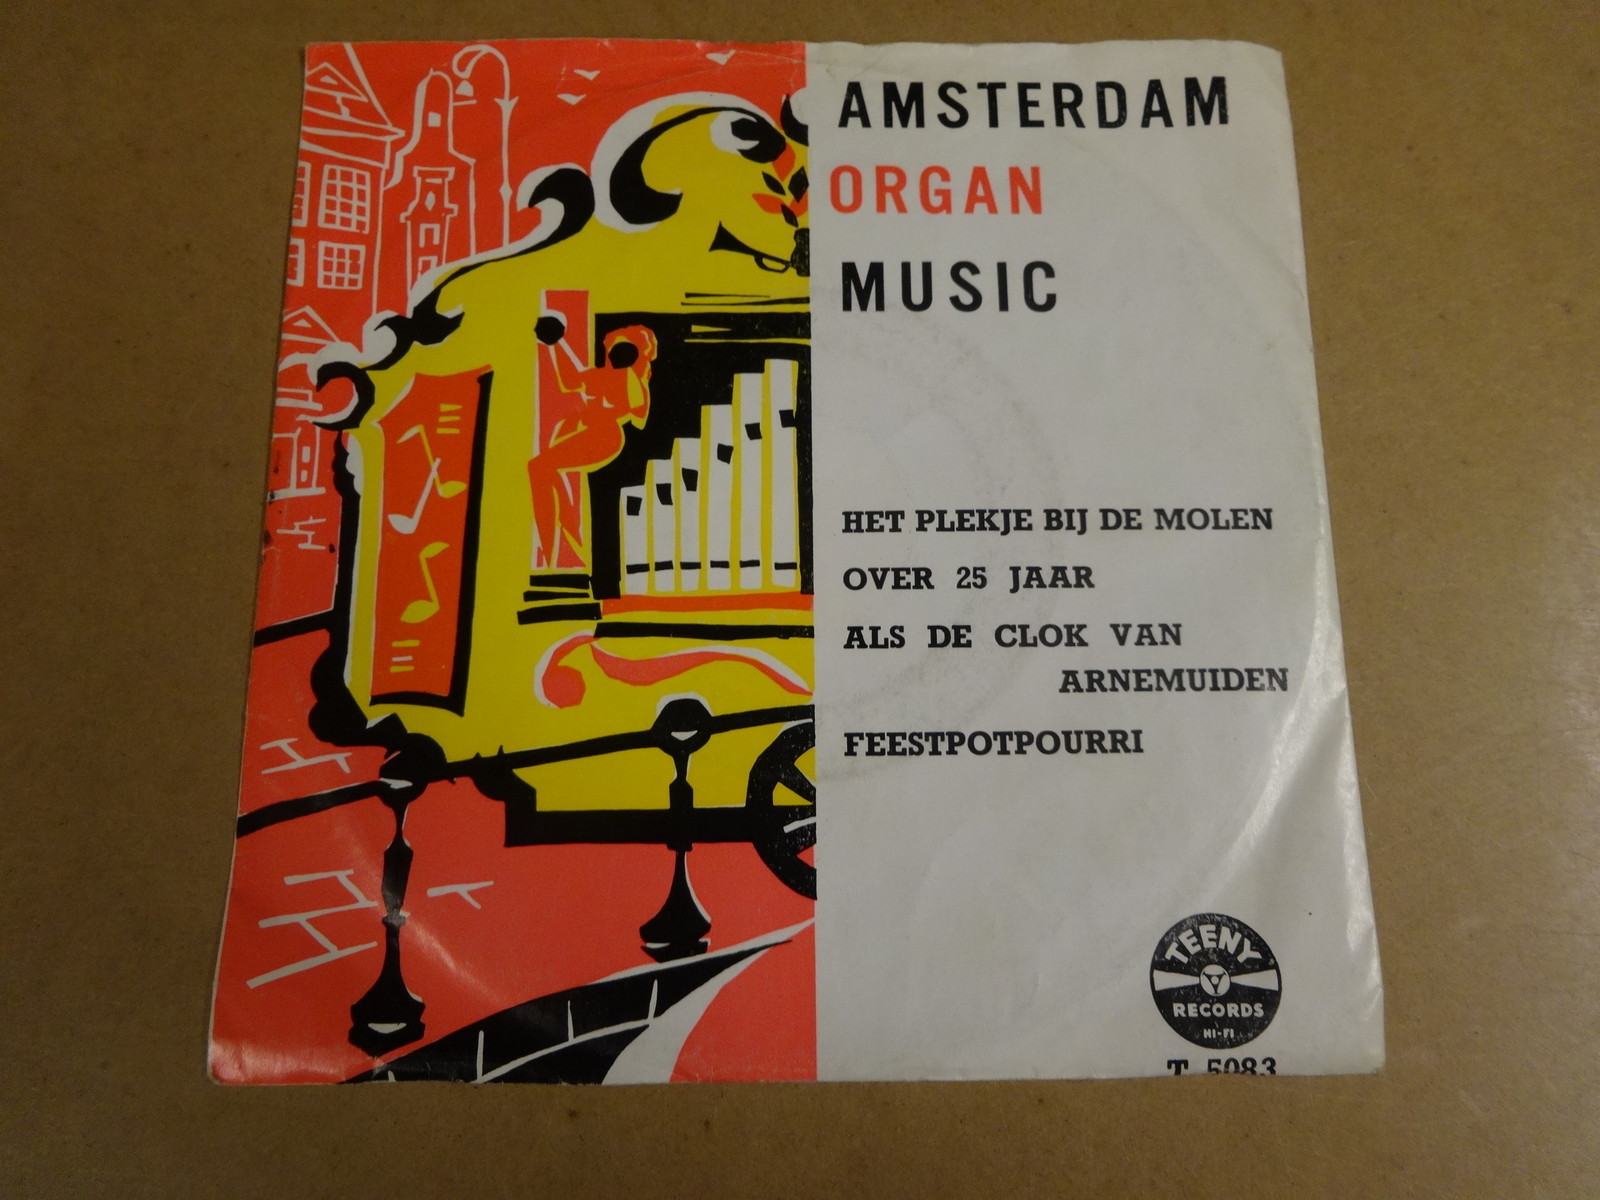 AMSTERDAM
ORGAN
MUSIC
HET PLEKJE BIJ DE MOLEN
OVER 25 JAAR
ALS DE CLOK VAN
ARNEMUIDEN
FEESTPOTPOURRI
TEENY
RECORDS
HI-FI
T 5083